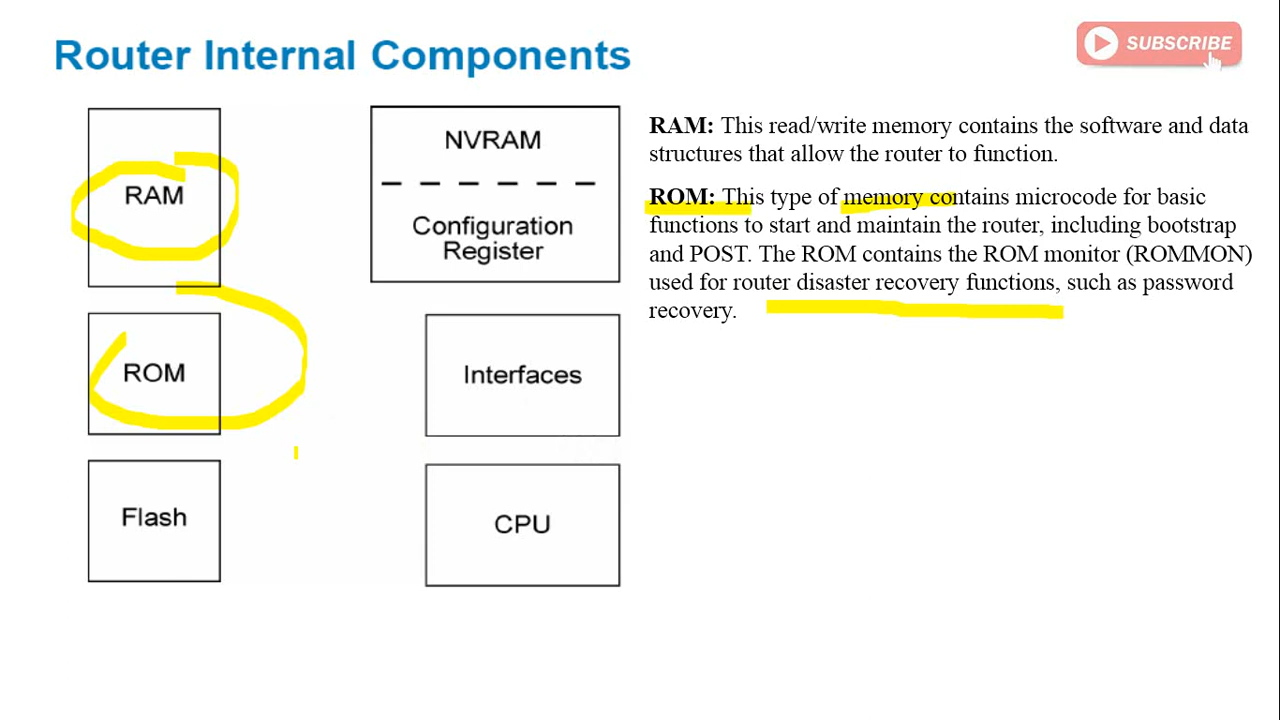 Router Internal Components
SUBSCRIBE
RAM
NVRAM
Configuration
Register
ROM
Interfaces
Flash
CPU
RAM: This read/write memory contains the software and data
structures that allow the router to function.
ROM: This type of memory contains microcode for basic
functions to start and maintain the router, including bootstrap
and POST. The ROM contains the ROM monitor (ROMMON)
used for router disaster recovery functions, such as password
recovery.